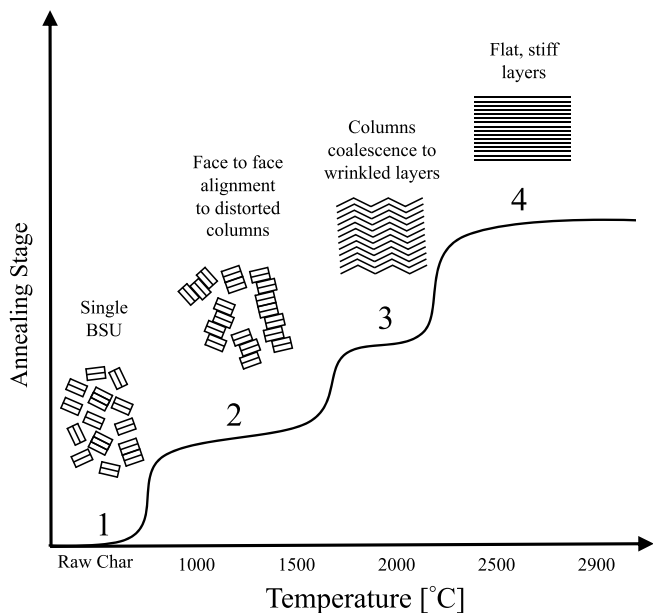 Flat, stiff
layers
Columns
coalescence to
wrinkled layers
Face to face
alignment
to distorted
columns
Single
BSU
4
3
2
1
Annealing Stage
Raw Char 1000 1500 2000 2500 2900
Temperature [°C]